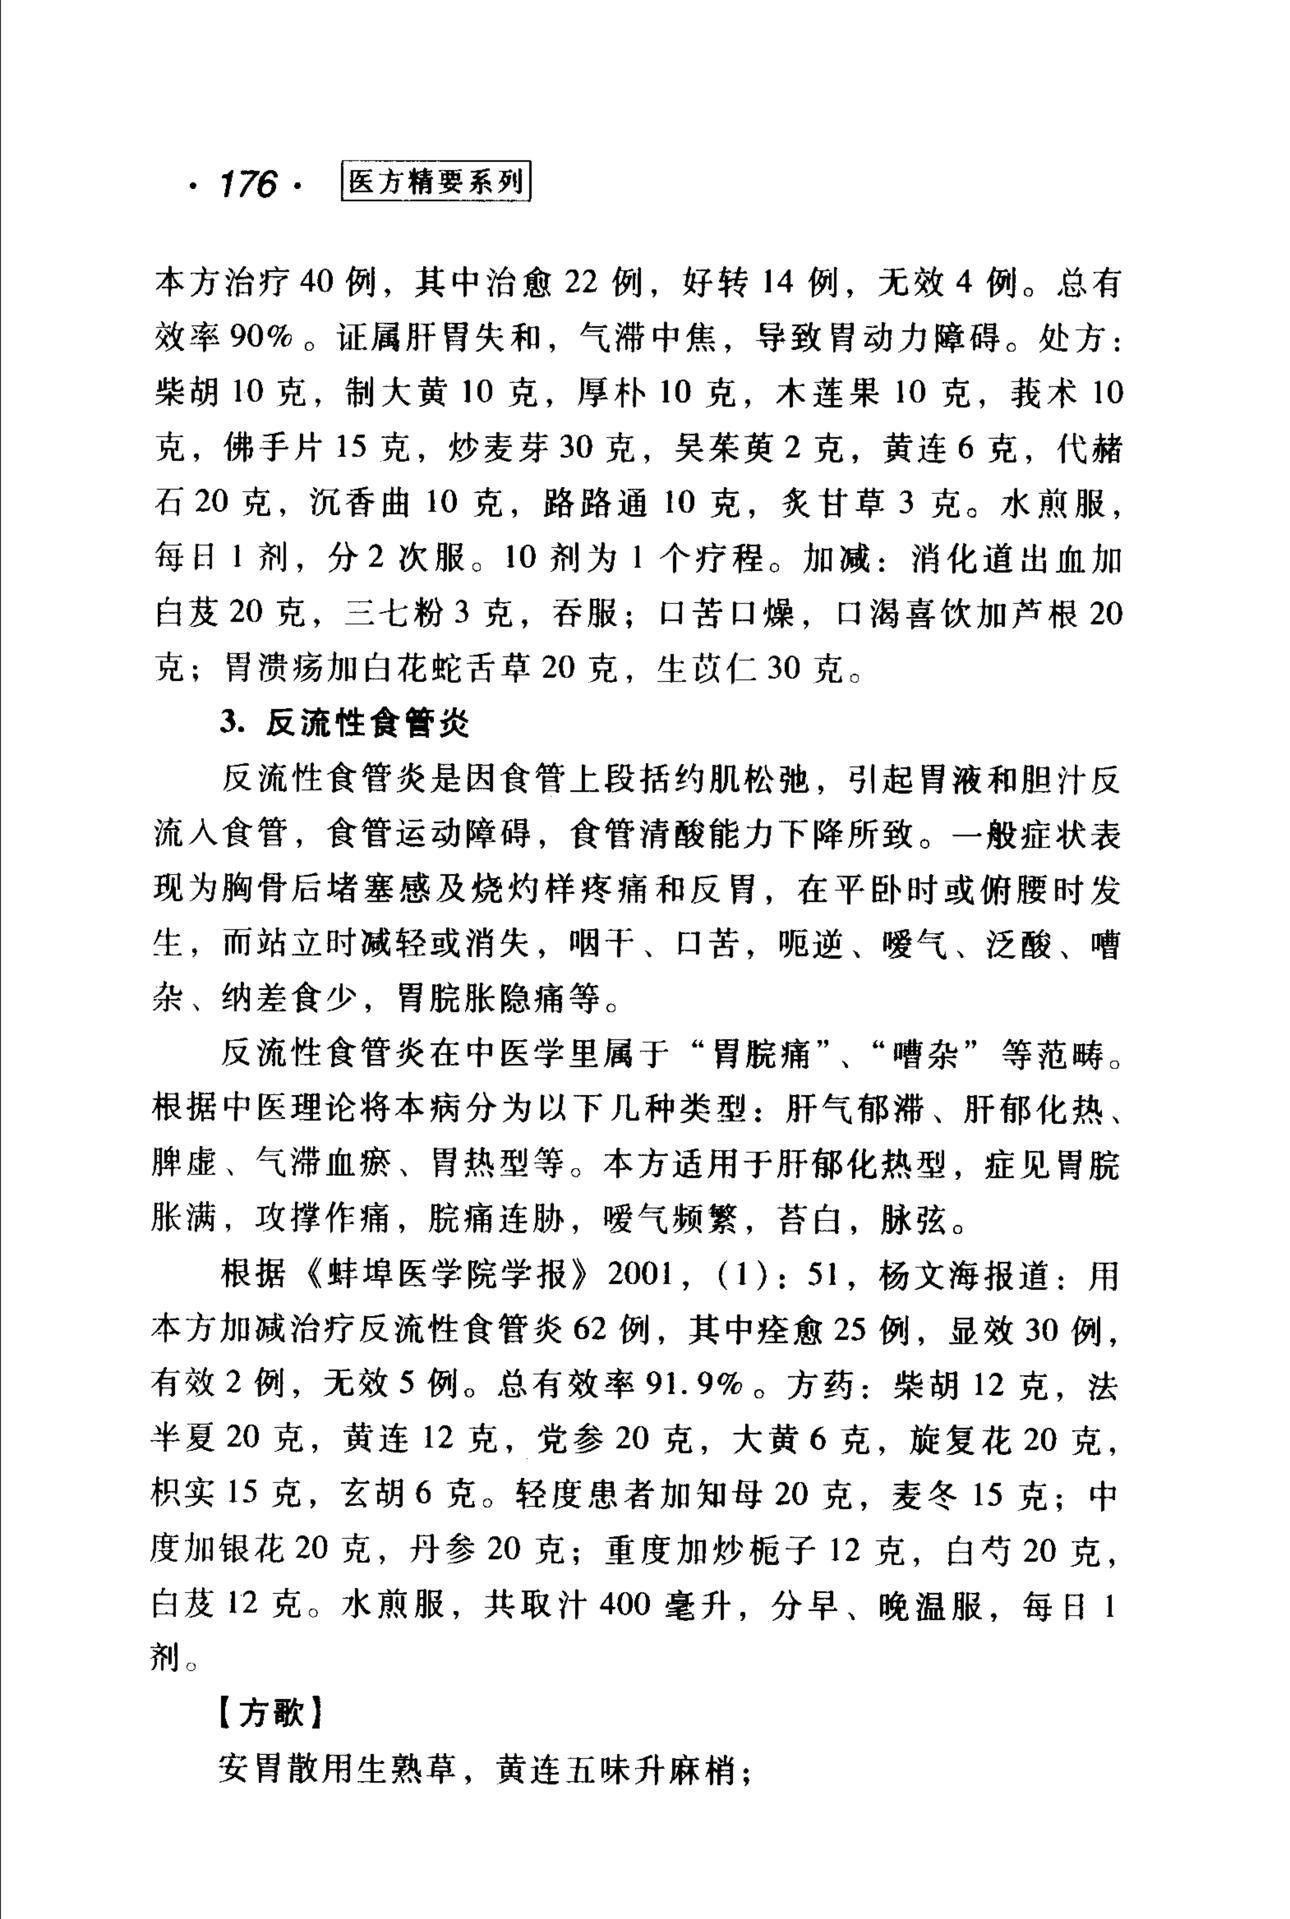 · 176 · 医方精要系列
本方治疗 40 例，其中治愈 22 例，好转 14 例，无效 4 例。总有
效率 90%。证属肝胃失和，气滞中焦，导致胃动力障碍。处方：
柴胡 10 克，制大黄 10 克，厚朴 10 克，木莲果 10 克，莪术 10
克，佛手片 15 克，炒麦芽 30 克，吴茱萸 2 克，黄连 6 克，代赭
石 20 克，沉香曲 10 克，路路通 10 克，炙甘草 3 克。水煎服，
每日 1 剂，分 2 次服。10 剂为 1 个疗程。加减：消化道出血加
白芨 20 克，三七粉 3 克，吞服；口苦口燥，口渴喜饮加芦根 20
克；胃溃疡加白花蛇舌草 20 克，生苡仁 30 克。
3. 反流性食管炎
反流性食管炎是因食管上段括约肌松弛，引起胃液和胆汁反
流入食管，食管运动障碍，食管清酸能力下降所致。一般症状表
现为胸骨后堵塞感及烧灼样疼痛和反胃，在平卧时或俯腰时发
生，而站立时减轻或消失，咽干、口苦，呃逆、嗳气、泛酸、嘈
杂、纳差食少，胃脘胀隐痛等。
反流性食管炎在中医学里属于“胃脘痛”、“嘈杂”等范畴。
根据中医理论将本病分为以下几种类型：肝气郁滞、肝郁化热、
脾虚、气滞血瘀、胃热型等。本方适用于肝郁化热型，症见胃脘
胀满，攻撑作痛，脘痛连胁，嗳气频繁，苔白，脉弦。
根据《蚌埠医学院学报》2001，(1)：51，杨文海报道：用
本方加减治疗反流性食管炎 62 例，其中痊愈 25 例，显效 30 例，
有效 2 例，无效 5 例。总有效率 91.9%。方药：柴胡 12 克，法
半夏 20 克，黄连 12 克，党参 20 克，大黄 6 克，旋复花 20 克，
枳实 15 克，玄胡 6 克。轻度患者加知母 20 克，麦冬 15 克；中
度加银花 20 克，丹参 20 克；重度加炒栀子 12 克，白芍 20 克，
白芨 12 克。水煎服，共取汁 400 毫升，分早、晚温服，每日 1
剂。
【方歌】
安胃散用生熟草，黄连五味升麻梢；